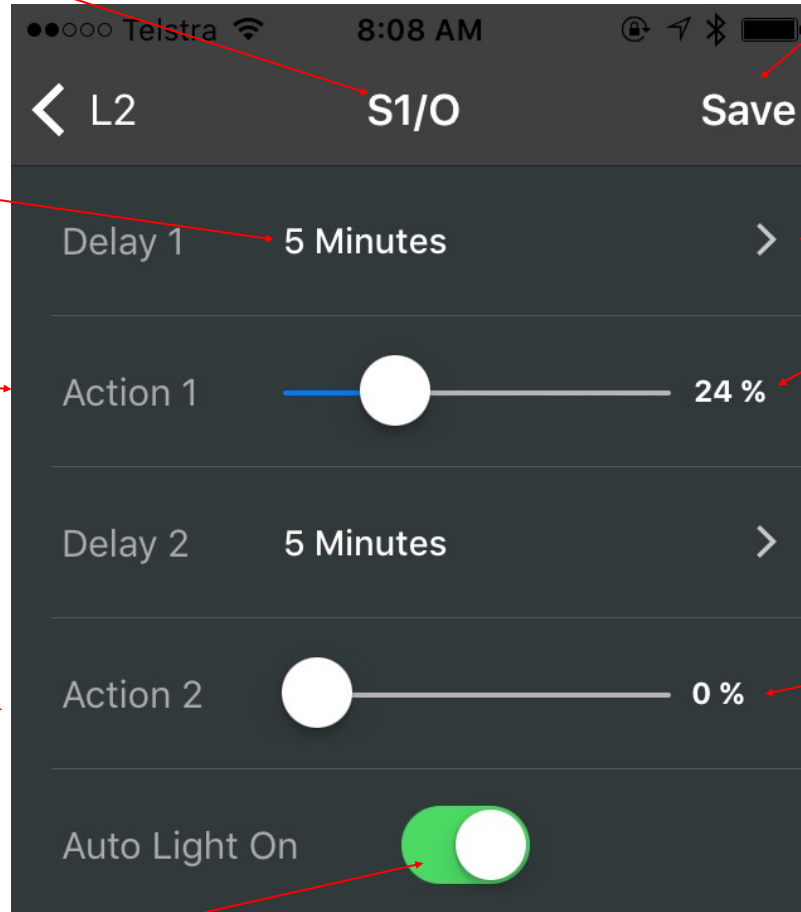 Telstra 8:08 AM
L2 S1/O Save
Delay 1 5 Minutes
Action 1 24 %
Delay 2 5 Minutes
Action 2 0 %
Auto Light On